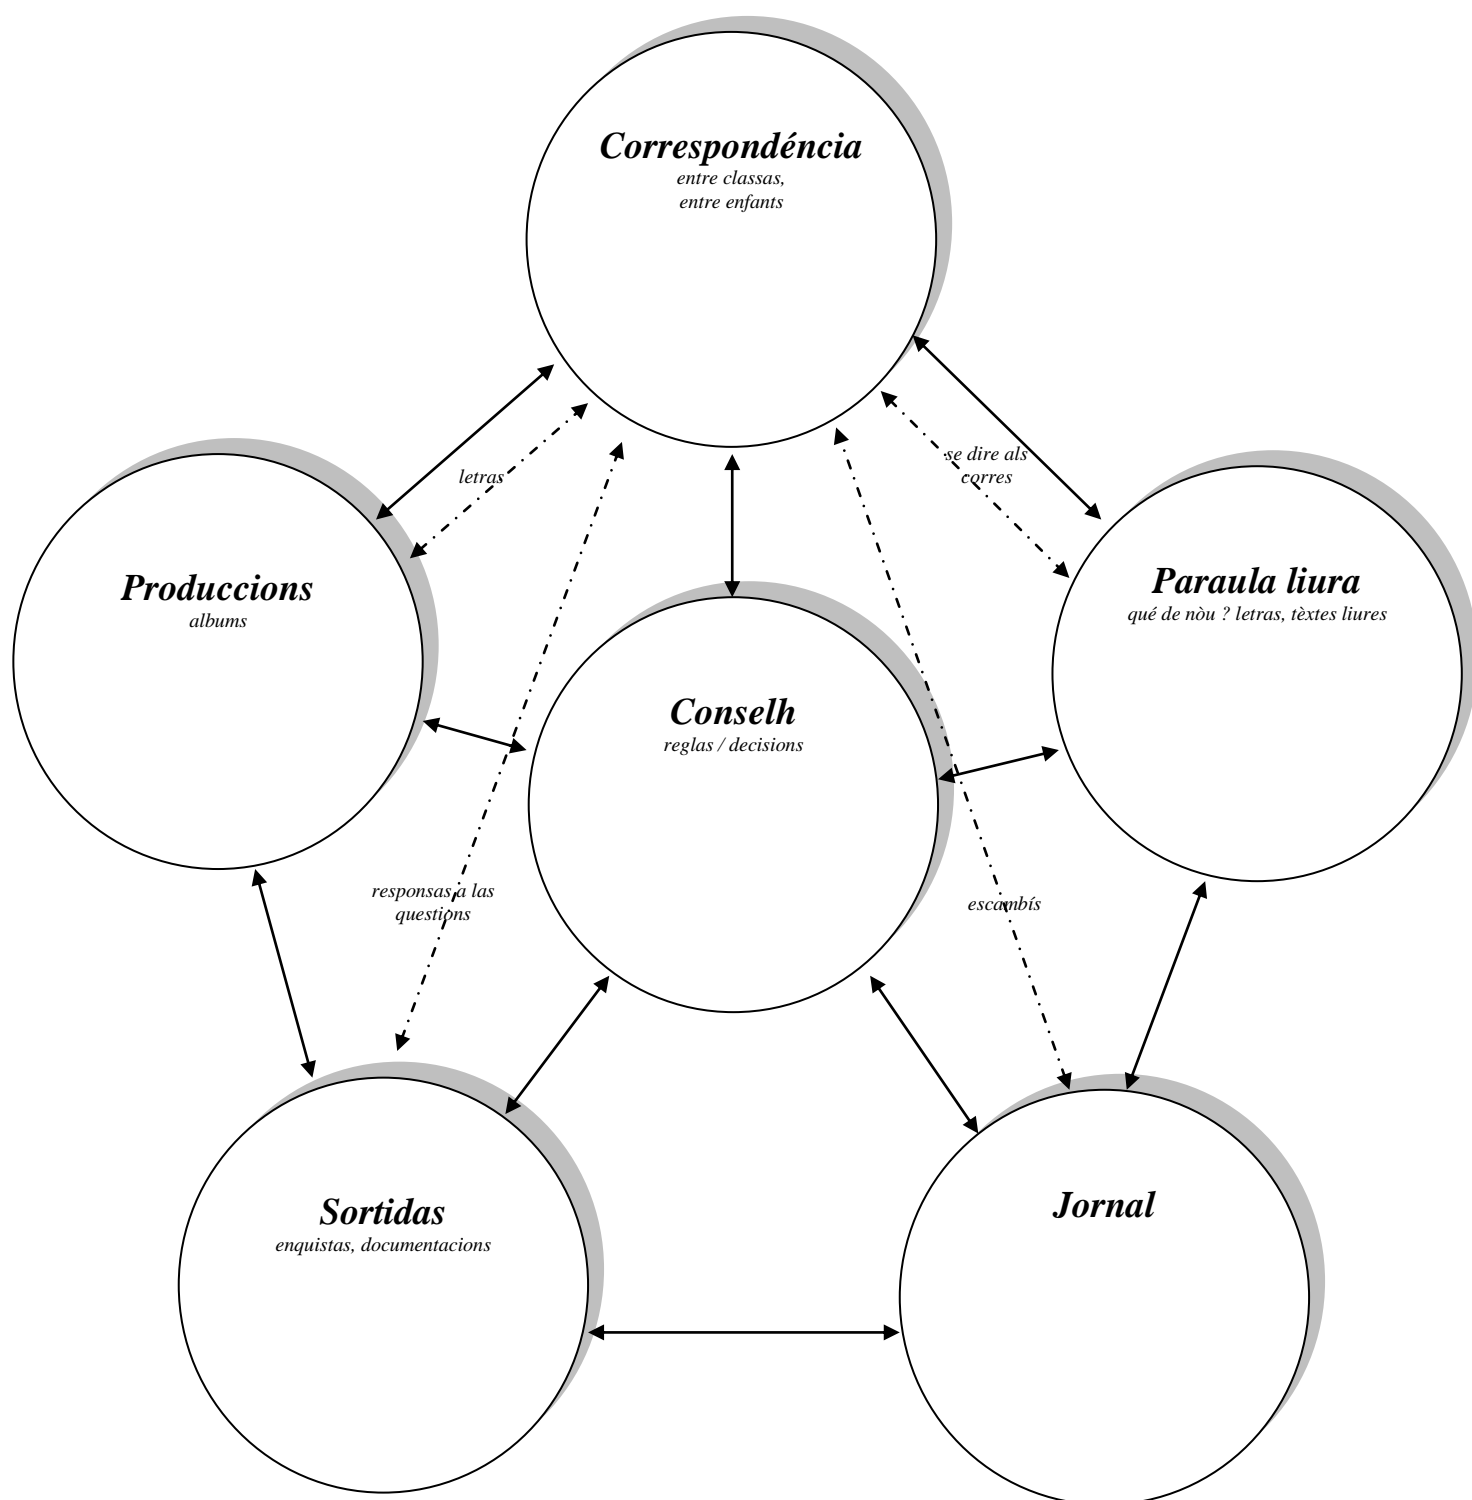 Correspondéncia
entre classas,
entre enfants
letras
se dire als
corres
Produccions
albums
Paraula liura
qué de nòu ? letras, tèxtes liures
Conselh
reglas / decisions
responsas a las
questions
escambís
Sortidas
enquistas, documentacions
Jornal